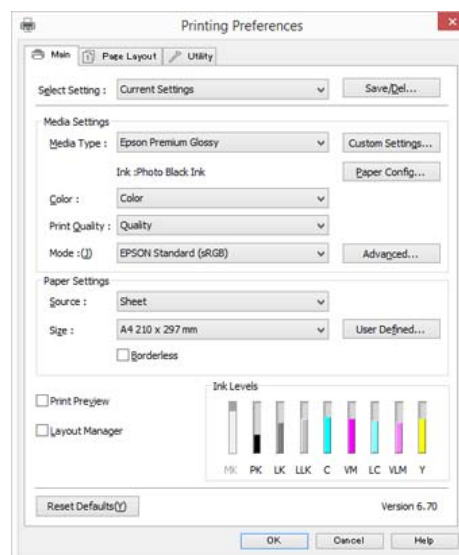 Printing Preferences
Main Page Layout Utility
Select Setting : Current Settings Save/Del...
Media Settings
Media Type : Epson Premium Glossy Custom Settings...
Ink :Photo Black Ink Paper Config...
Color : Color
Print Quality : Quality
Mode :(J) EPSON Standard (sRGB) Advanced...
Paper Settings
Source : Sheet
Size : A4 210 x 297 mm User Defined...
Borderless
Ink Levels
Print Preview
Layout Manager
MK PK LK LLK C VM LC VLM Y
Reset Defaults(Y) Version 6.70
OK Cancel Help